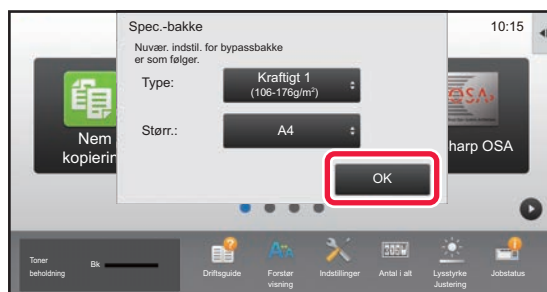 Spec.-bakke
10:15
Nuvær. indstil. for bypassbakke
er som følger.
Type:
Kraftigt 1
(106-176g/m²)
Størr.:
A4
OK
Nem
kopierin
harp OSA
Toner
beholdning
Bk
Driftsguide
Forstør
visning
Indstillinger
Antal i alt
Lysstyrke
Justering
Jobstatus